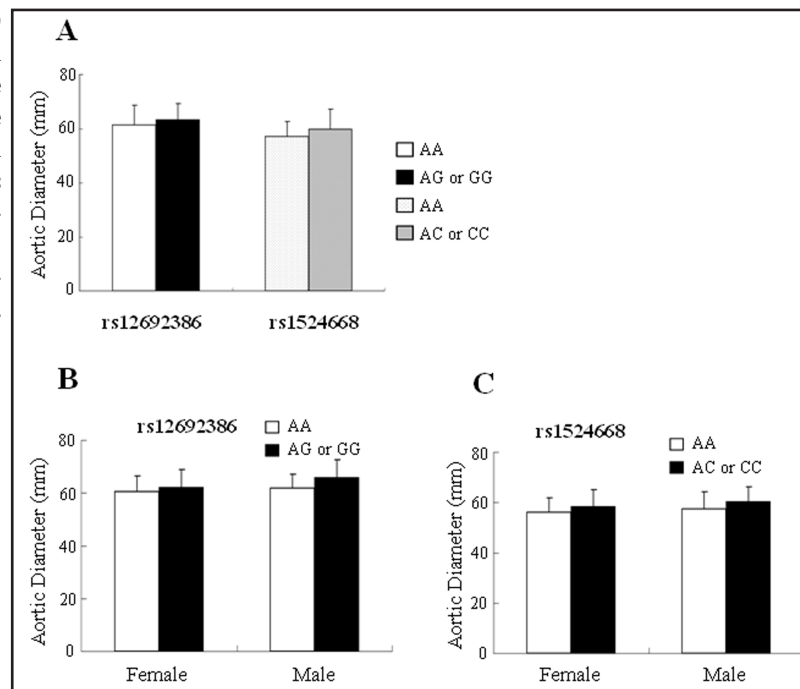 A
Aortic Diameter (mm)
80
60
40
20
0
AA
AG or GG
AA
AC or CC
rs12692386
rs1524668
B
rs12692386
AA
AG or GG
Aortic Diameter (mm)
80
60
40
20
0
Female
Male
C
rs1524668
AA
AC or CC
Aortic Diameter (mm)
80
60
40
20
0
Female
Male